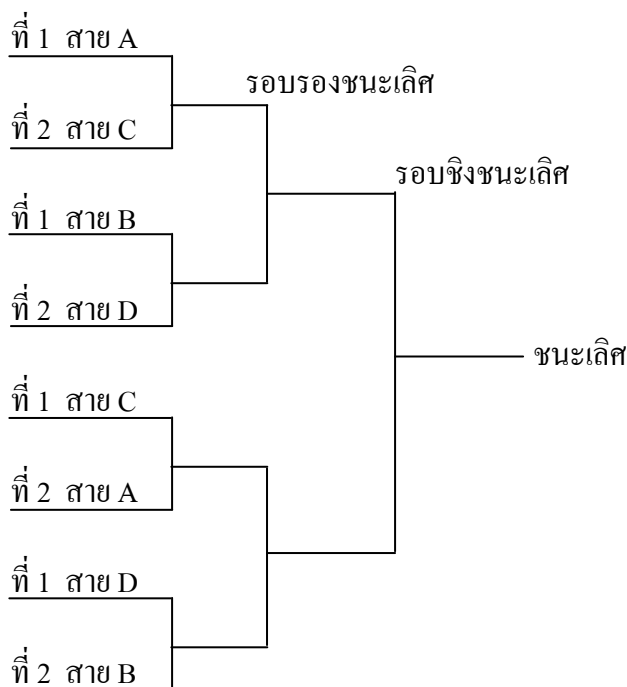 ที่ 1 สาย A
รอบรองชนะเลิศ
ที่ 2 สาย C
รอบชิงชนะเลิศ
ที่ 1 สาย B
ที่ 2 สาย D
ชนะเลิศ
ที่ 1 สาย C
ที่ 2 สาย A
ที่ 1 สาย D
ที่ 2 สาย B